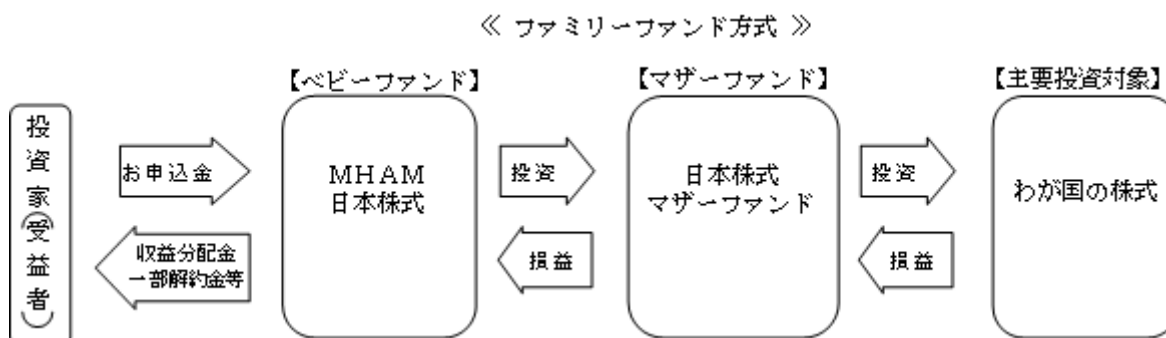 ≪ ファミリーファンド方式 ≫
【ベビーファンド】
【マザーファンド】
【主要投資対象】
投資家(受益者)
お申込金
MHAM
日本株式
投資
日本株式
マザーファンド
投資
わが国の株式
収益分配金
一部解約金等
損益
損益